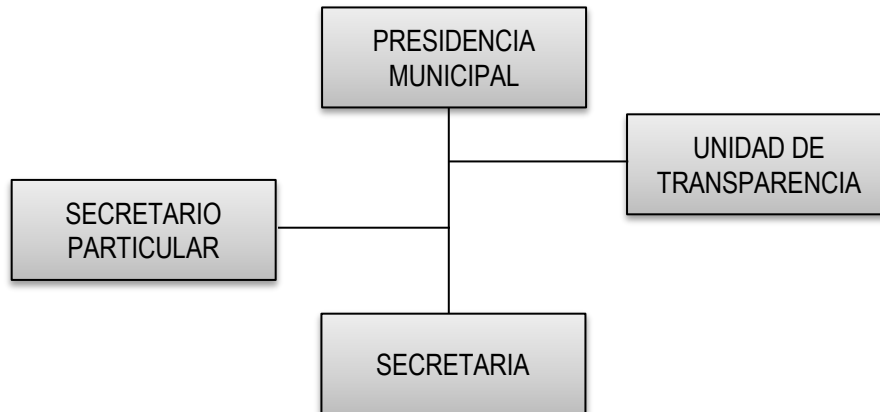 PRESIDENCIA
MUNICIPAL
UNIDAD DE
TRANSPARENCIA
SECRETARIO
PARTICULAR
SECRETARIA